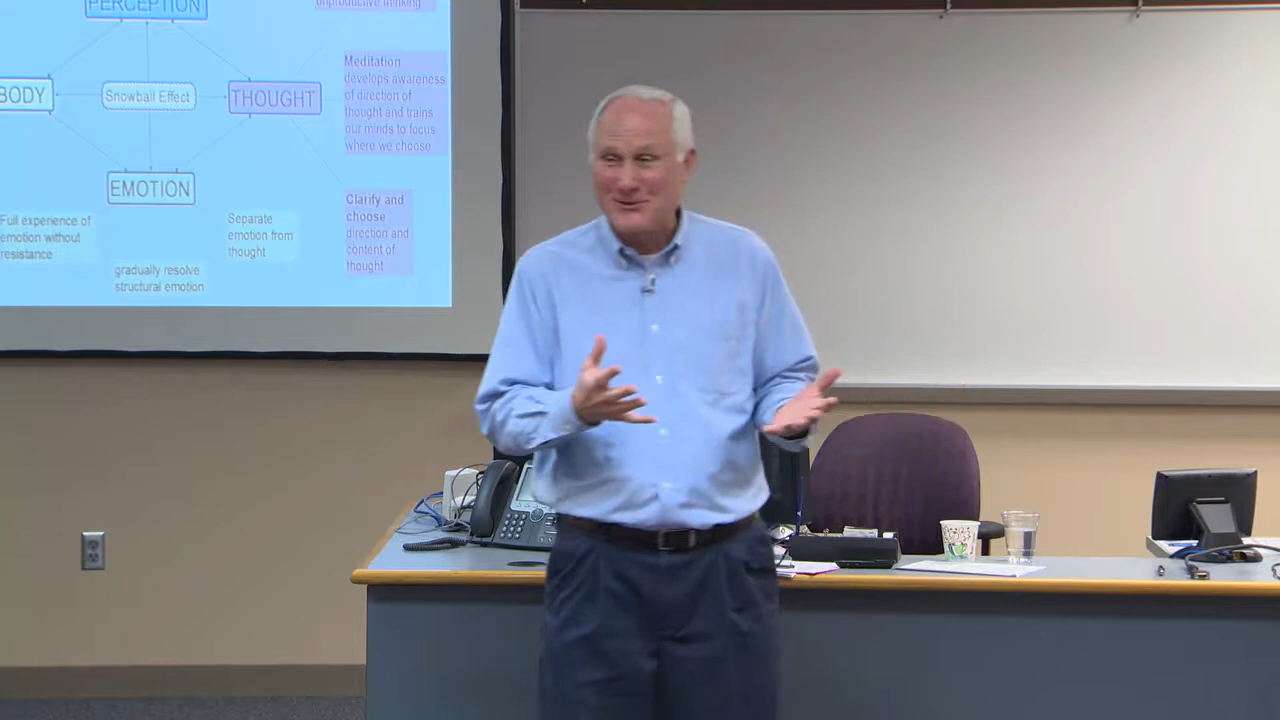 PERCEPTION
unproductive thinking
BODY
Snowball Effect
THOUGHT
Meditation
develops awareness
of direction of
thought and trains
our minds to focus
where we choose
EMOTION
Full experience of
emotion without
resistance
Separate
emotion from
thought
Clarify and
choose
direction and
content of
thought
gradually resolve
structural emotion